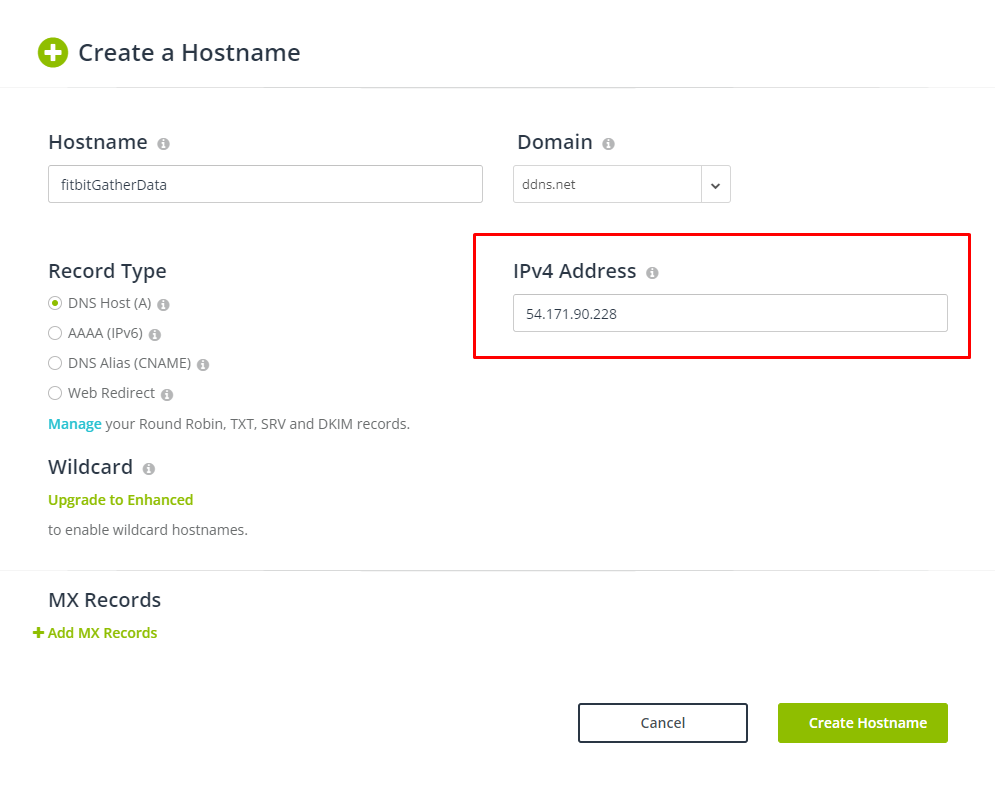 Create a Hostname
Hostname
Domain
fitbitGatherData
ddns.net
Record Type
IPv4 Address
DNS Host (A)
54.171.90.228
AAAA (IPv6)
DNS Alias (CNAME)
Web Redirect
Manage your Round Robin, TXT, SRV and DKIM records.
Wildcard
Upgrade to Enhanced
to enable wildcard hostnames.
MX Records
Add MX Records
Cancel
Create Hostname